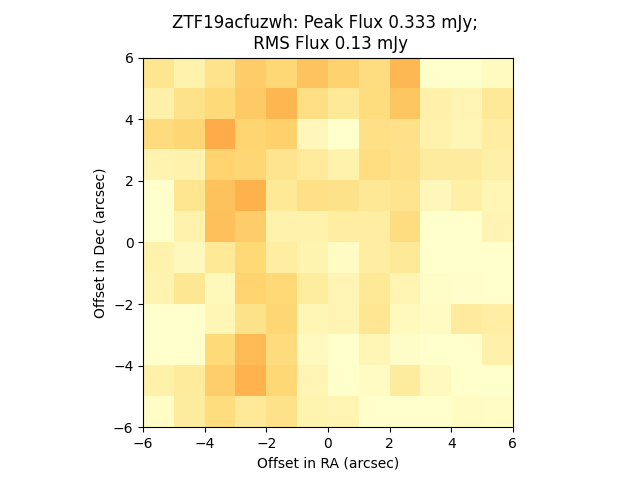 ZTF19acfuzwh: Peak Flux 0.333 mJy;
RMS Flux 0.13 mJy
6
4
2
0
−2
−4
−6
Offset in Dec (arcsec)
−6 −4 −2 0 2 4 6
Offset in RA (arcsec)